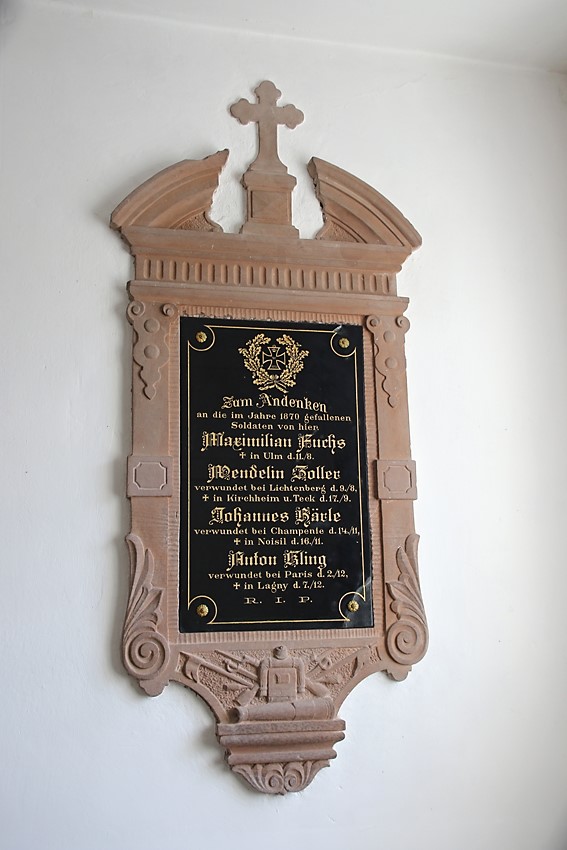 Zum Andenken
an die im Jahre 1870 gefallenen
Soldaten von hier.
Maximilian Fuchs
✝ in Ulm d. 11./8.
Mendelin Zoller
verwundet bei Lichtenberg d. 9./8,
✝ in Kirchheim u. Teck d. 17./9.
Johannes Härle
verwundet bei Champenle d. 14./11,
✝ in Noisil d. 16./11.
Anton Kling
verwundet bei Paris d. 2./12,
✝ in Lagny d. 7./12.
R. I. P.